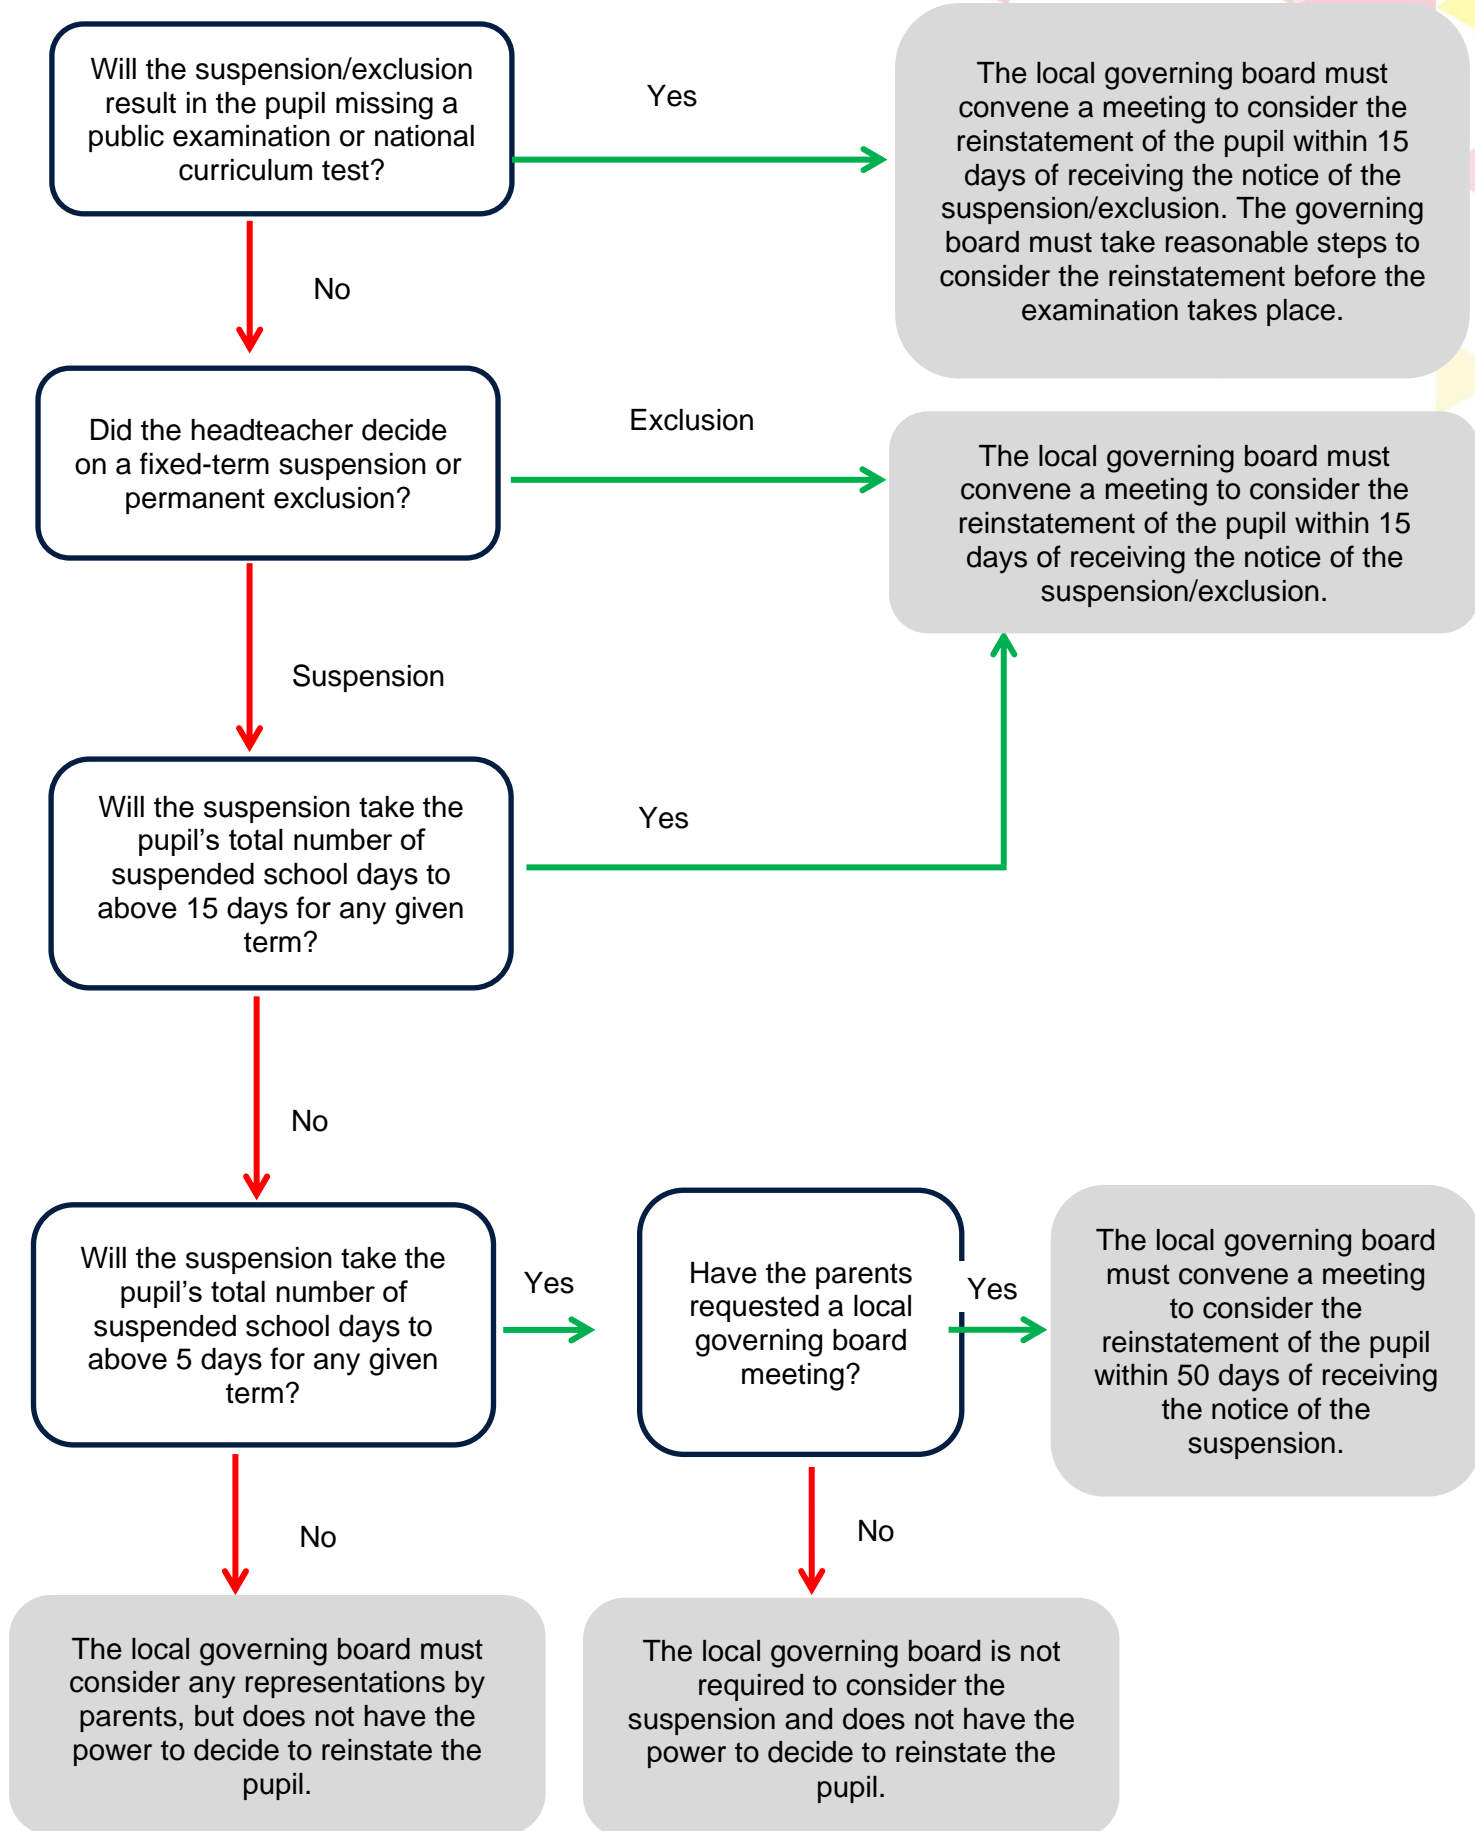 Will the suspension/exclusion
result in the pupil missing a
public examination or national
curriculum test?
Yes
The local governing board must
convene a meeting to consider the
reinstatement of the pupil within 15
days of receiving the notice of the
suspension/exclusion. The governing
board must take reasonable steps to
consider the reinstatement before the
examination takes place.
No
Did the headteacher decide
on a fixed-term suspension or
permanent exclusion?
Exclusion
The local governing board must
convene a meeting to consider the
reinstatement of the pupil within 15
days of receiving the notice of the
suspension/exclusion.
Suspension
Will the suspension take the
pupil’s total number of
suspended school days to
above 15 days for any given
term?
Yes
No
Will the suspension take the
pupil’s total number of
suspended school days to
above 5 days for any given
term?
Yes
Have the parents
requested a local
governing board
meeting?
Yes
The local governing board
must convene a meeting
to consider the
reinstatement of the pupil
within 50 days of receiving
the notice of the
suspension.
No
No
The local governing board must
consider any representations by
parents, but does not have the
power to decide to reinstate the
pupil.
The local governing board is not
required to consider the
suspension and does not have the
power to decide to reinstate the
pupil.